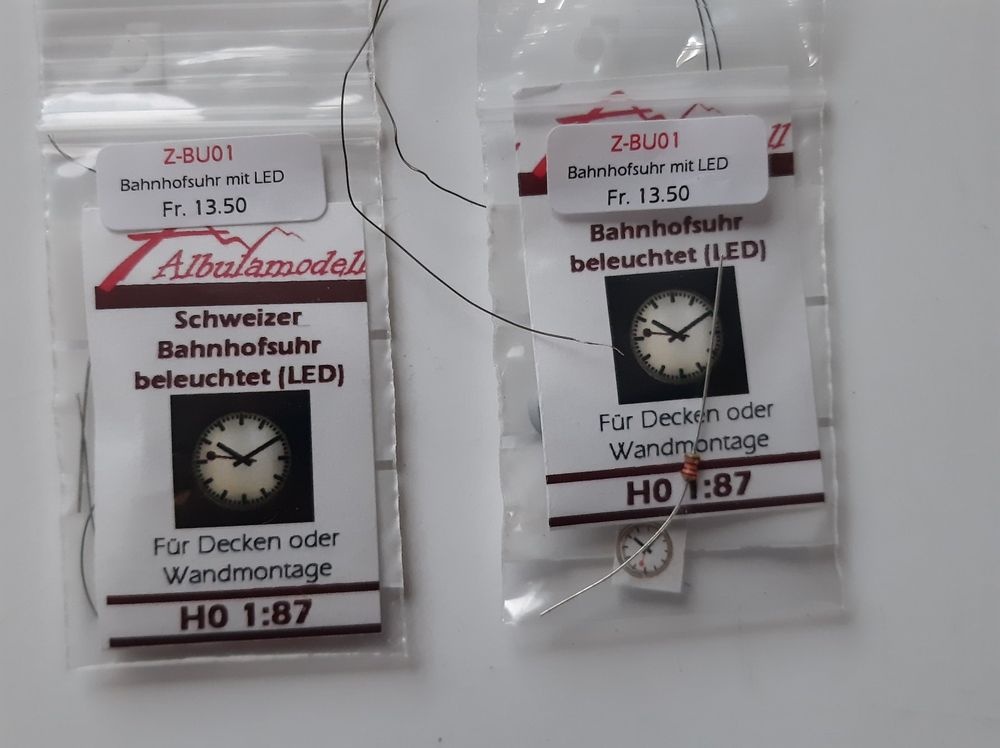 Z-BU01
Bahnhofsuhr mit LED
Fr. 13.50
Albulamodell
Schweizer
Bahnhofsuhr
beleuchtet (LED)
Für Decken oder
Wandmontage
H0 1:87
Z-BU01
Bahnhofsuhr mit LED
Fr. 13.50
Bahnhofsuhr
beleuchtet (LED)
Für Decken oder
Wandmontage
H0 1:87